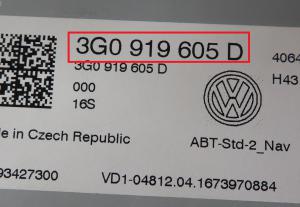 3G0 919 605 D
3G0 919 605 D
4064
000
H43
16S
de in Czech Republic
ABT-Std-2_Nav
93427300
VD1-04812.04.1673970884